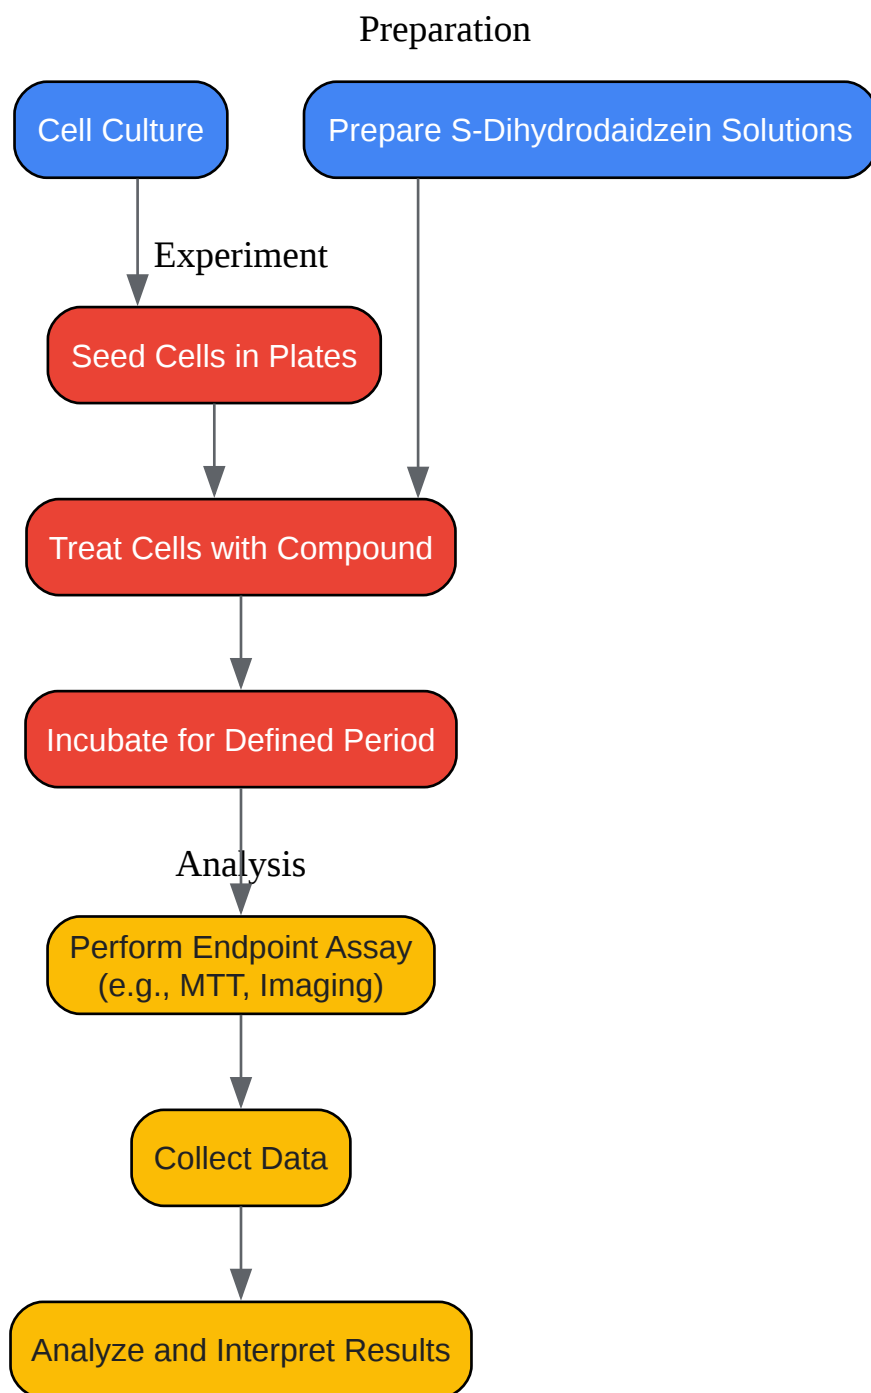 Preparation
Cell Culture
Prepare S-Dihydrodaidzein Solutions
Experiment
Seed Cells in Plates
Treat Cells with Compound
Incubate for Defined Period
Analysis
Perform Endpoint Assay
(e.g., MTT, Imaging)
Collect Data
Analyze and Interpret Results